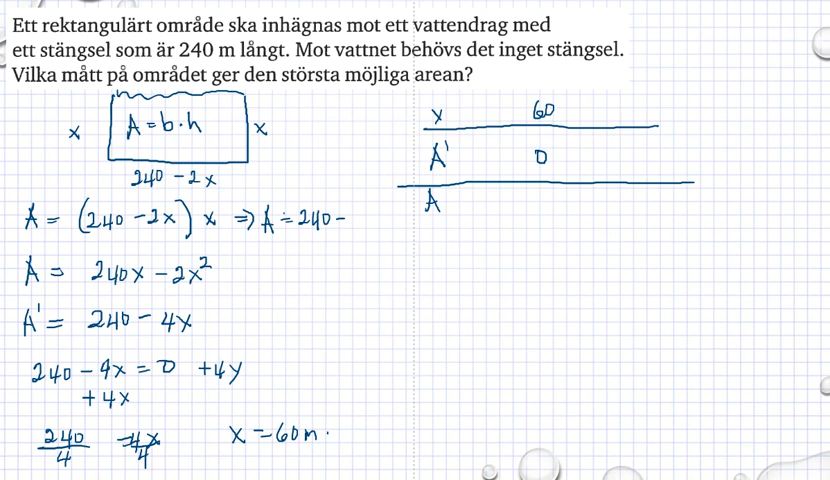 Ett rektangulärt område ska inhägnas mot ett vattendrag med
ett stängsel som är 240 m långt. Mot vattnet behövs det inget stängsel.
Vilka mått på området ger den största möjliga arean?
x A = b · h x
240 - 2x
A = (240 - 2x) x => A = 240 -
A = 240x - 2x²
A' = 240 - 4x
240 - 4x = 0 +4y
+ 4x
240/4 4x/4 x = 60m.
x 60
A' 0
A